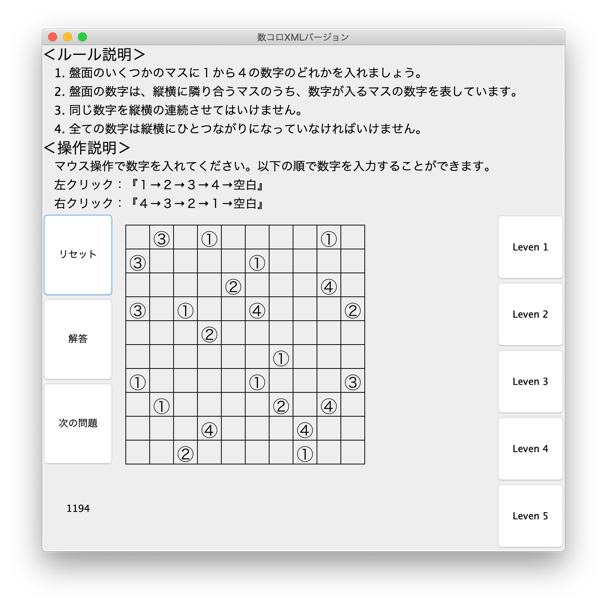 数コロXMLバージョン
＜ルール説明＞
1. 盤面のいくつかのマスに１から４の数字のどれかを入れましょう。
2. 盤面の数字は、縦横に隣り合うマスのうち、数字が入るマスの数字を表しています。
3. 同じ数字を縦横の連続させてはいけません。
4. 全ての数字は縦横にひとつながりになっていなければいけません。
＜操作説明＞
マウス操作で数字を入れてください。以下の順で数字を入力することができます。
左クリック：『１→２→３→４→空白』
右クリック：『４→３→２→１→空白』
リセット
解答
次の問題
1194
③ ① ①
③ ①
② ④
③ ① ④ ②
②
①
① ① ③
① ② ④
④ ④
② ①
Leven 1
Leven 2
Leven 3
Leven 4
Leven 5